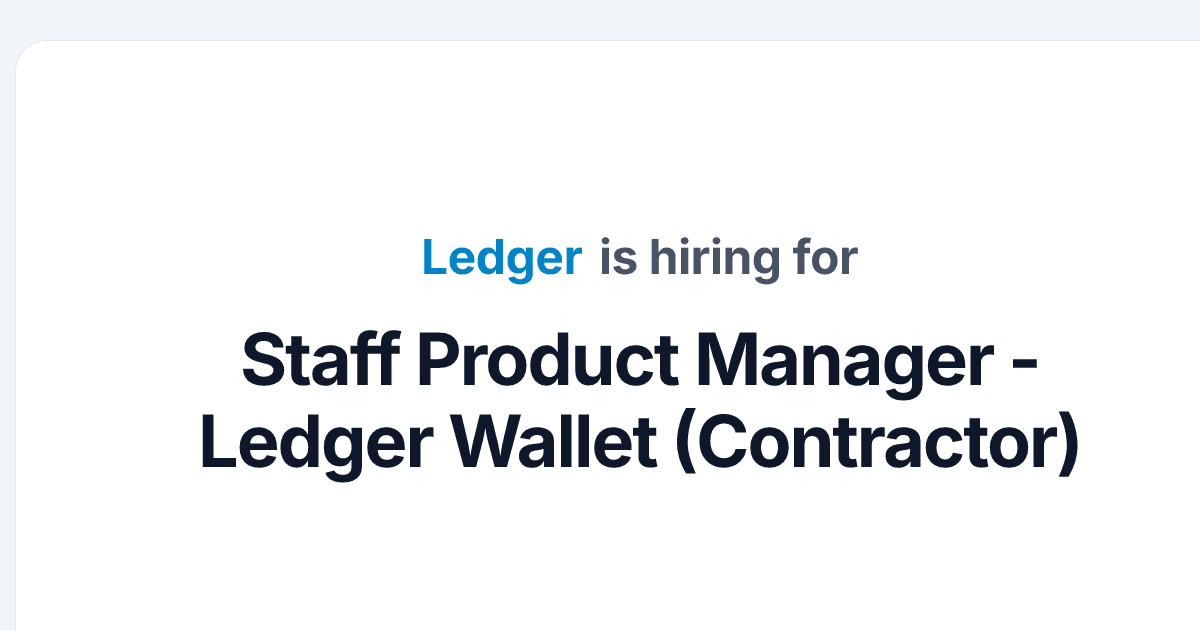 Ledger is hiring for
Staff Product Manager -
Ledger Wallet (Contractor)